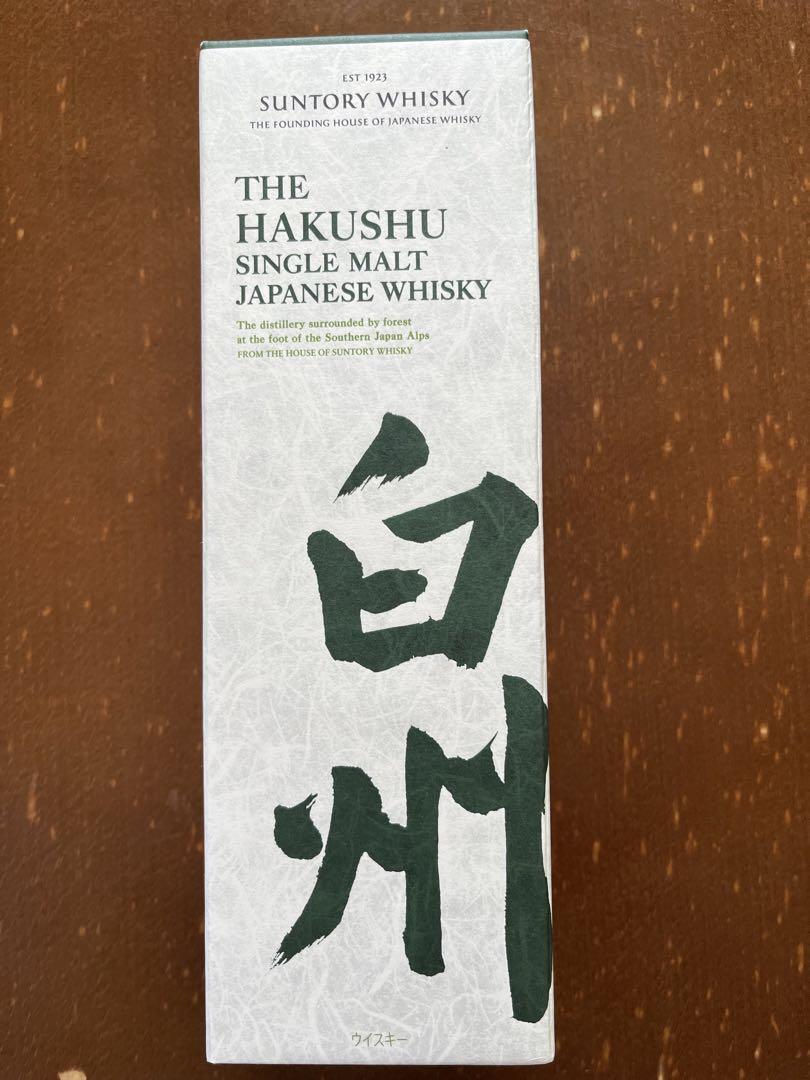 EST 1923
SUNTORY WHISKY
THE FOUNDING HOUSE OF JAPANESE WHISKY
THE
HAKUSHU
SINGLE MALT
JAPANESE WHISKY
The distillery surrounded by forest
at the foot of the Southern Japan Alps
FROM THE HOUSE OF SUNTORY WHISKY
白
州
ウイスキー